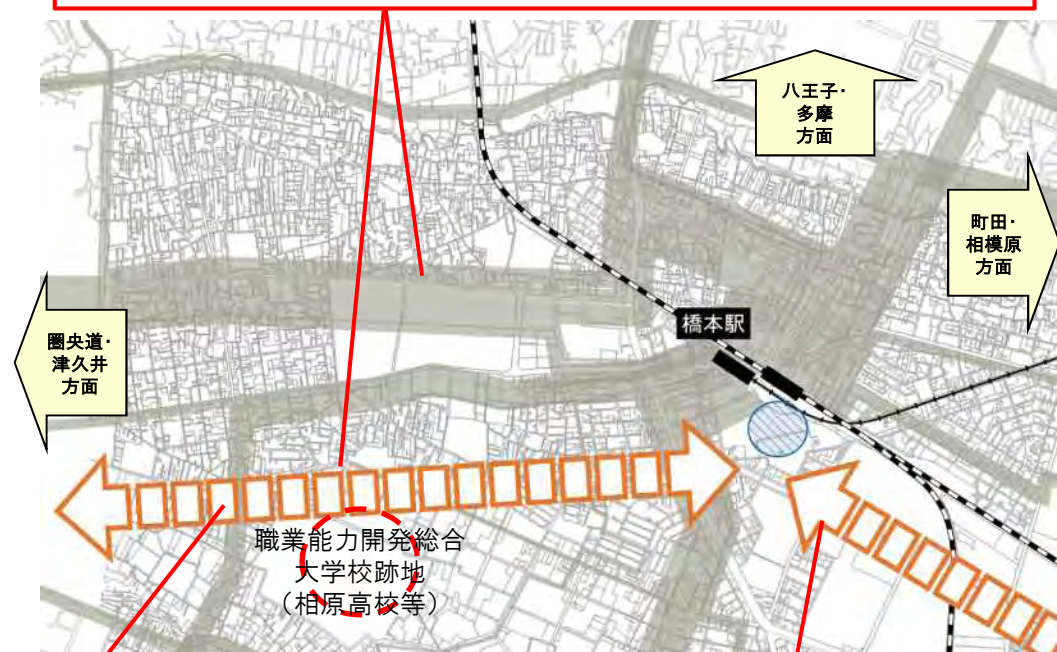 八王子・
多摩
方面
町田・
相模原
方面
橋本駅
圏央道・
津久井
方面
職業能力開発総合
大学校跡地
（相原高校等）